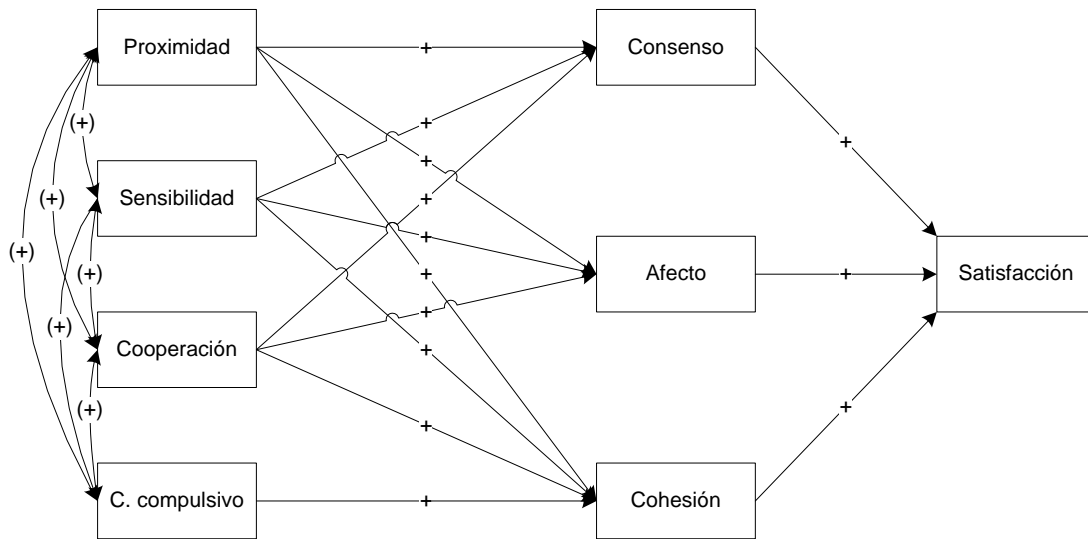 Proximidad
+
Consenso
(+)
+
+
+
(+)
Sensibilidad
+
+
(+)
(+)
+
Afecto
+
Satisfacción
(+)
+
+
Cooperación
+
(+)
+
+
C. compulsivo
+
Cohesión